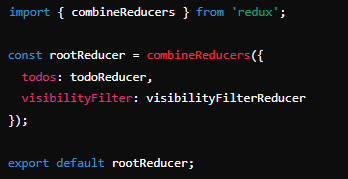 import { combineReducers } from 'redux';
const rootReducer = combineReducers({
  todos: todoReducer,
  visibilityFilter: visibilityFilterReducer
});
export default rootReducer;